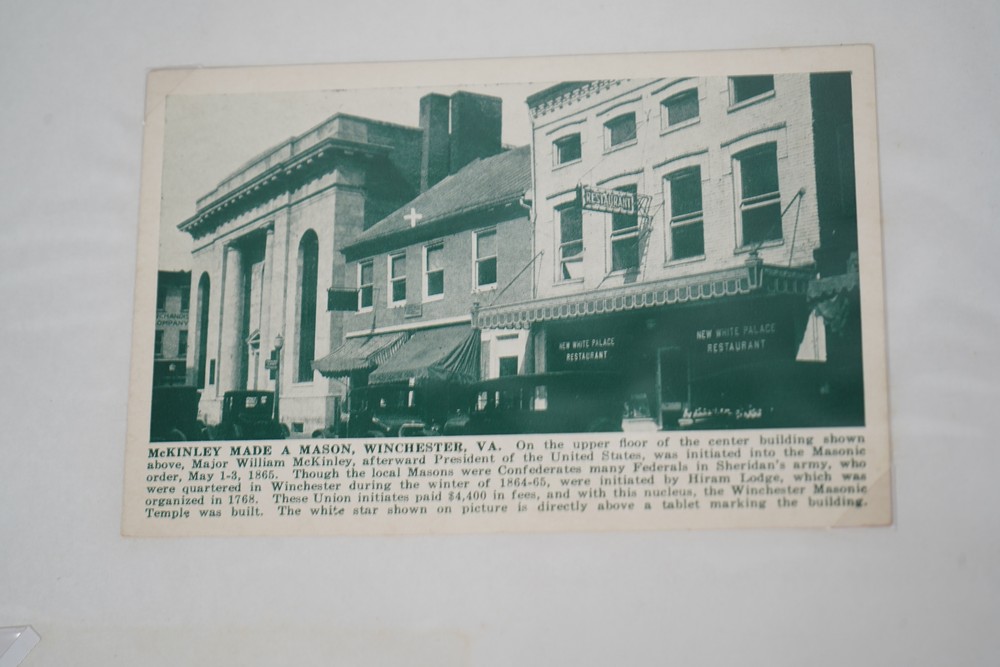 RESTAURANT
CHANDISE
COMPANY
NEW WHITE PALACE
RESTAURANT
NEW WHITE PALACE
RESTAURANT
McKINLEY MADE A MASON, WINCHESTER, VA. On the upper floor of the center building shown
above, Major William McKinley, afterward President of the United States, was initiated into the Masonic
order, May 1-3, 1865. Though the local Masons were Confederates many Federals in Sheridan's army, who
were quartered in Winchester during the winter of 1864-65, were initiated by Hiram Lodge, which was
organized in 1768. These Union initiates paid $4,400 in fees, and with this nucleus, the Winchester Masonic
Temple was built. The white star shown on picture is directly above a tablet marking the building.